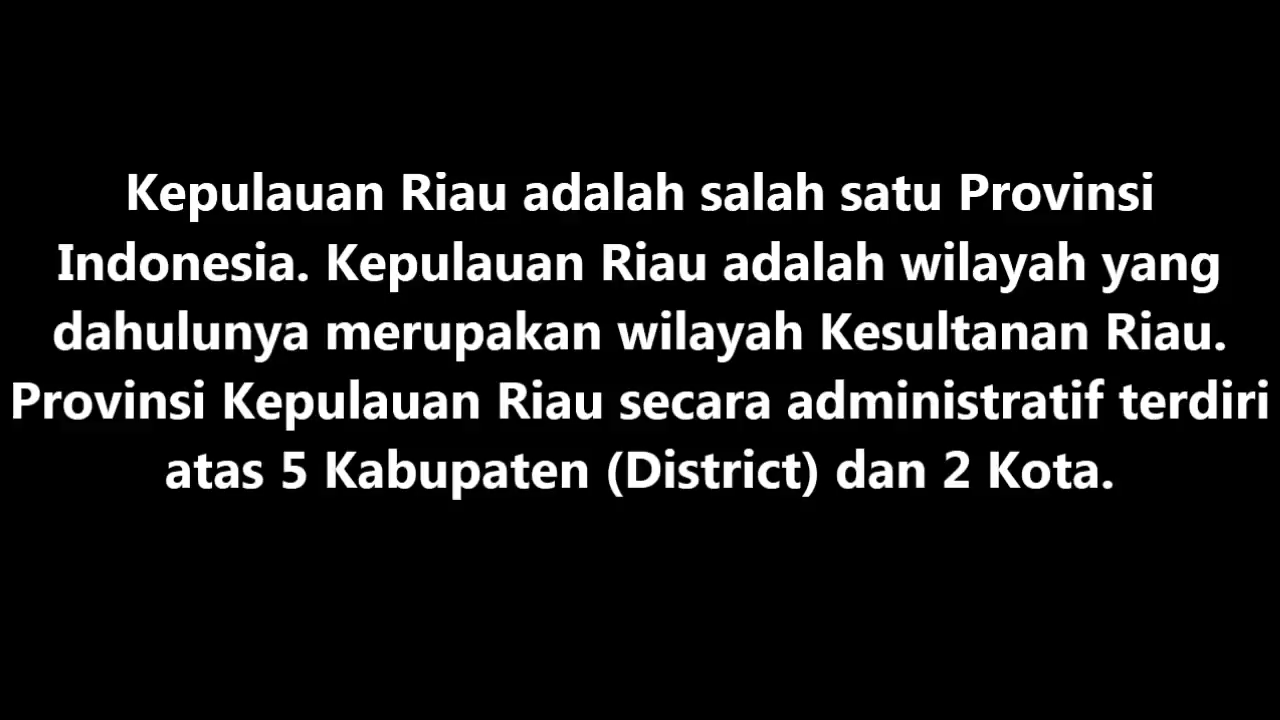 Kepulauan Riau adalah salah satu Provinsi
Indonesia. Kepulauan Riau adalah wilayah yang
dahulunya merupakan wilayah Kesultanan Riau.
Provinsi Kepulauan Riau secara administratif terdiri
atas 5 Kabupaten (District) dan 2 Kota.